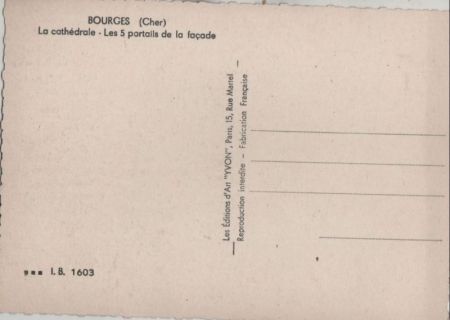 BOURGES (Cher)
La cathédrale - Les 5 portails de la façade
Les Éditions d'Art "YVON", Paris, 15, Rue Martel
Reproduction interdite - Fabrication Française
I. B. 1603